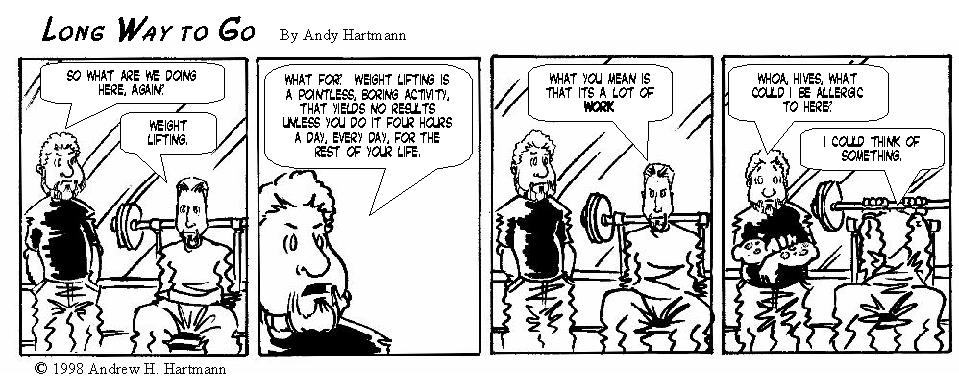 LONG WAY TO GO By Andy Hartmann
SO WHAT ARE WE DOING
HERE, AGAIN?
WEIGHT
LIFTING.
WHAT FOR? WEIGHT LIFTING IS
A POINTLESS, BORING ACTIVITY,
THAT YIELDS NO RESULTS
UNLESS YOU DO IT FOUR HOURS
A DAY, EVERY DAY, FOR THE
REST OF YOUR LIFE.
WHAT YOU MEAN IS
THAT ITS A LOT OF
WORK
WHOA, HIVES, WHAT
COULD I BE ALLERGIC
TO HERE?
I COULD THINK OF
SOMETHING.
© 1998 Andrew H. Hartmann